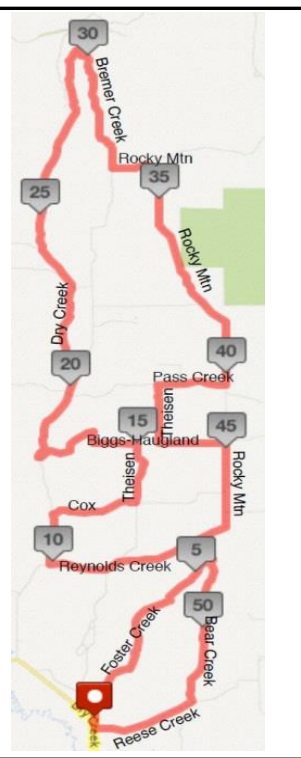 30
Bremer Creek
Rocky Mtn
35
25
Rocky Mtn
Dry Creek
40
20
Pass Creek
Theisen
15
45
Biggs-Haugland
Theisen
Rocky Mtn
Cox
10
5
Reynolds Creek
50
Foster Creek
Bear Creek
Dry Creek
Reese Creek